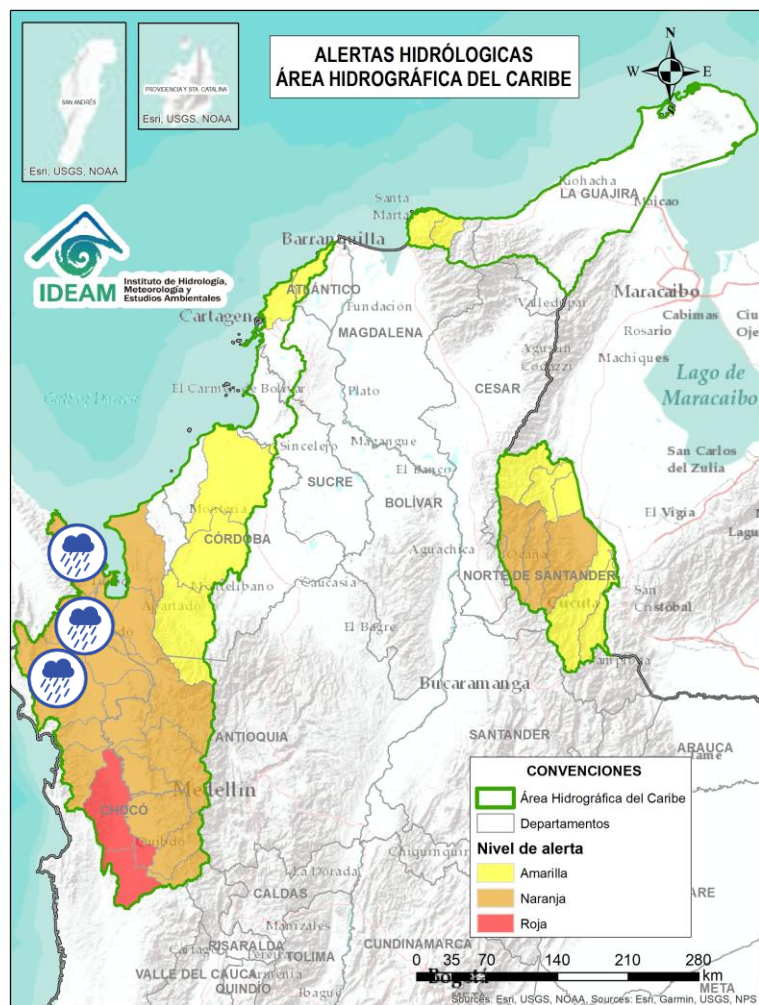 ALERTAS HIDRÓLOGICAS
ÁREA HIDROGRÁFICA DEL CARIBE
SAN ANDRÉS
Esri, USGS, NOAA
PROVIDENCIA Y STA. CATALINA
Esri, USGS, NOAA
N
W
E
S
IDEAM
Instituto de Hidrología,
Meteorología y
Estudios Ambientales
Riohacha
LA GUAJIRA
Maicao
Santa
Marta
Barranquilla
ATLÁNTICO
Cartagena
Fundación
MAGDALENA
Valledupar
Maracaibo
Cabimas
Rosario
Machiques
Agustín
Codazzi
CESAR
Lago de
Maracaibo
El Carmen de Bolívar
Plato
Sincelejo
Magangué
San Carlos
del Zulia
El Banco
SUCRE
BOLÍVAR
Montería
CÓRDOBA
El Vigía
Aguachica
Ocaña
NORTE DE SANTANDER
Montelíbano
Caucasia
Apartadó
El Bagre
Cúcuta
San
Cristóbal
Pamplona
Bucaramanga
ANTIOQUIA
SANTANDER
ARAUCA
Medellín
CHOCÓ
Quibdó
La Dorada
CALDAS
Manizales
RISARALDA
Pereira
TOLIMA
CUNDINAMARCA
VALLE DEL CAUCA
Armenia
QUINDÍO
Ibagué
Bogotá
META
CONVENCIONES
Área Hidrográfica del Caribe
Departamentos
Nivel de alerta
Amarilla
Naranja
Roja
0 35 70 140 210 280
km
Sources: Esri, USGS, NOAA, Sources: Esri, Garmin, USGS, NPS